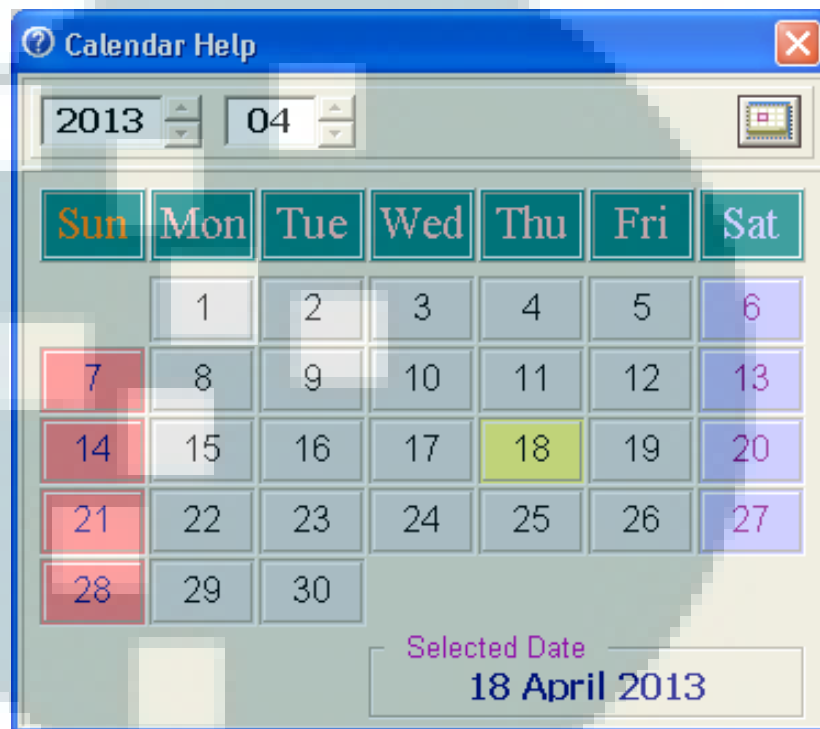 Calendar Help
2013 04
Sun Mon Tue Wed Thu Fri Sat
1 2 3 4 5 6
7 8 9 10 11 12 13
14 15 16 17 18 19 20
21 22 23 24 25 26 27
28 29 30
Selected Date
18 April 2013